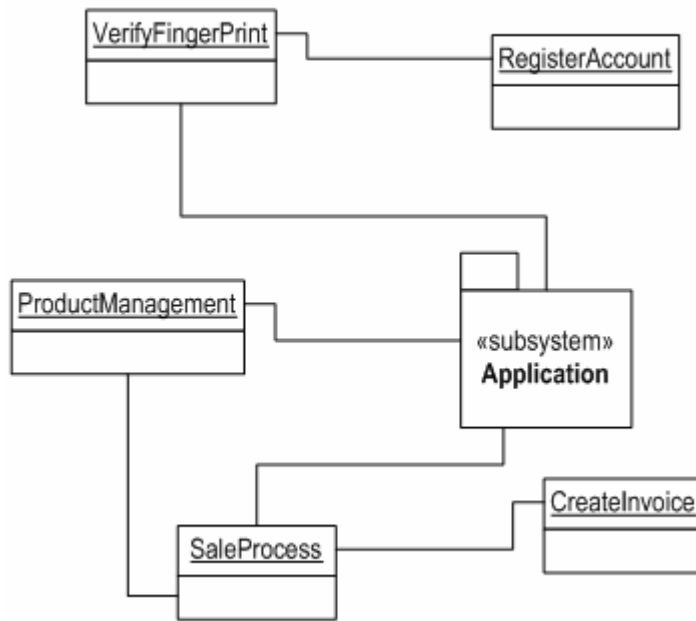 VerifyFingerPrint
RegisterAccount
ProductManagement
«subsystem»
Application
CreateInvoice
SaleProcess